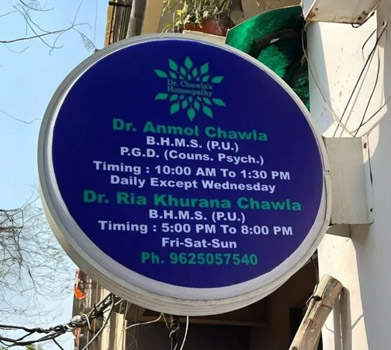 Dr. Chawla's
Homeopathy
Dr. Anmol Chawla
B.H.M.S. (P.U.)
P.G.D. (Couns. Psych.)
Timing : 10:00 AM To 1:30 PM
Daily Except Wednesday
Dr. Ria Khurana Chawla
B.H.M.S. (P.U.)
Timing : 5:00 PM To 8:00 PM
Fri-Sat-Sun
Ph. 9625057540